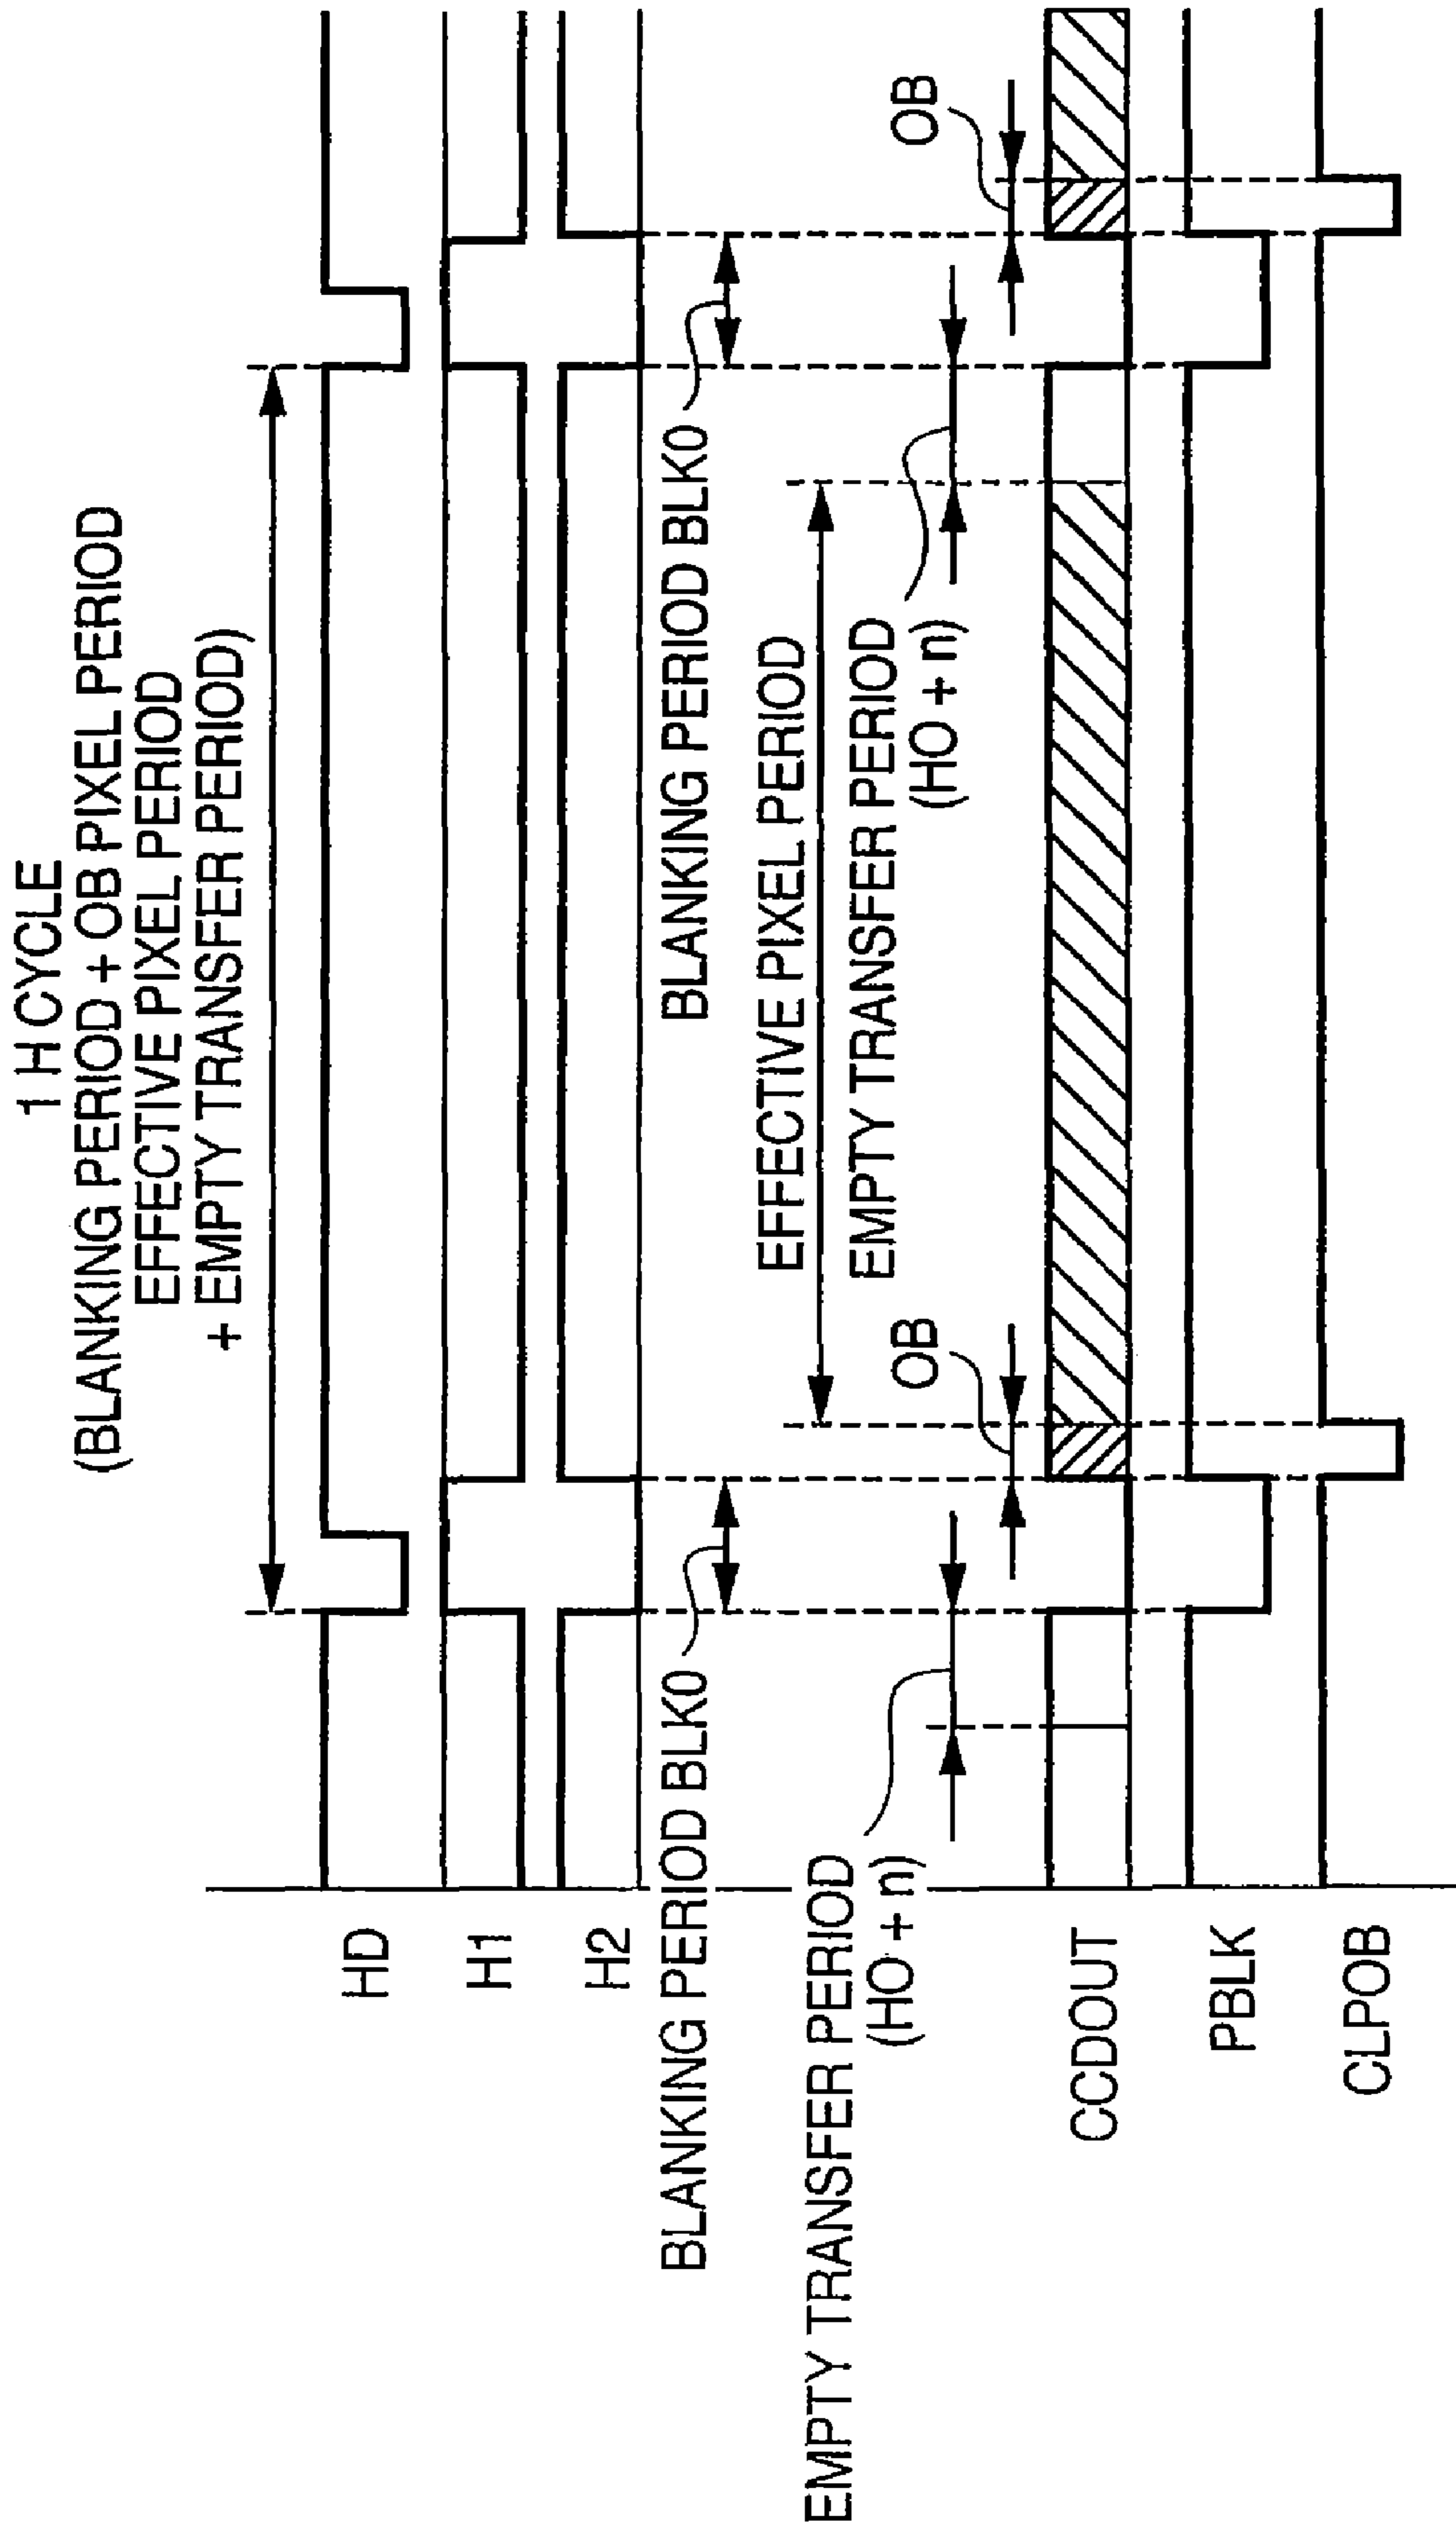 1 H CYCLE
(BLANKING PERIOD + OB PIXEL PERIOD
EFFECTIVE PIXEL PERIOD
+ EMPTY TRANSFER PERIOD)
HD
H1
H2
BLANKING PERIOD BLK0
BLANKING PERIOD BLK0
EFFECTIVE PIXEL PERIOD
EMPTY TRANSFER PERIOD
(HO + n)
EMPTY TRANSFER PERIOD
(HO + n)
OB
OB
CCDOUT
PBLK
CLPOB